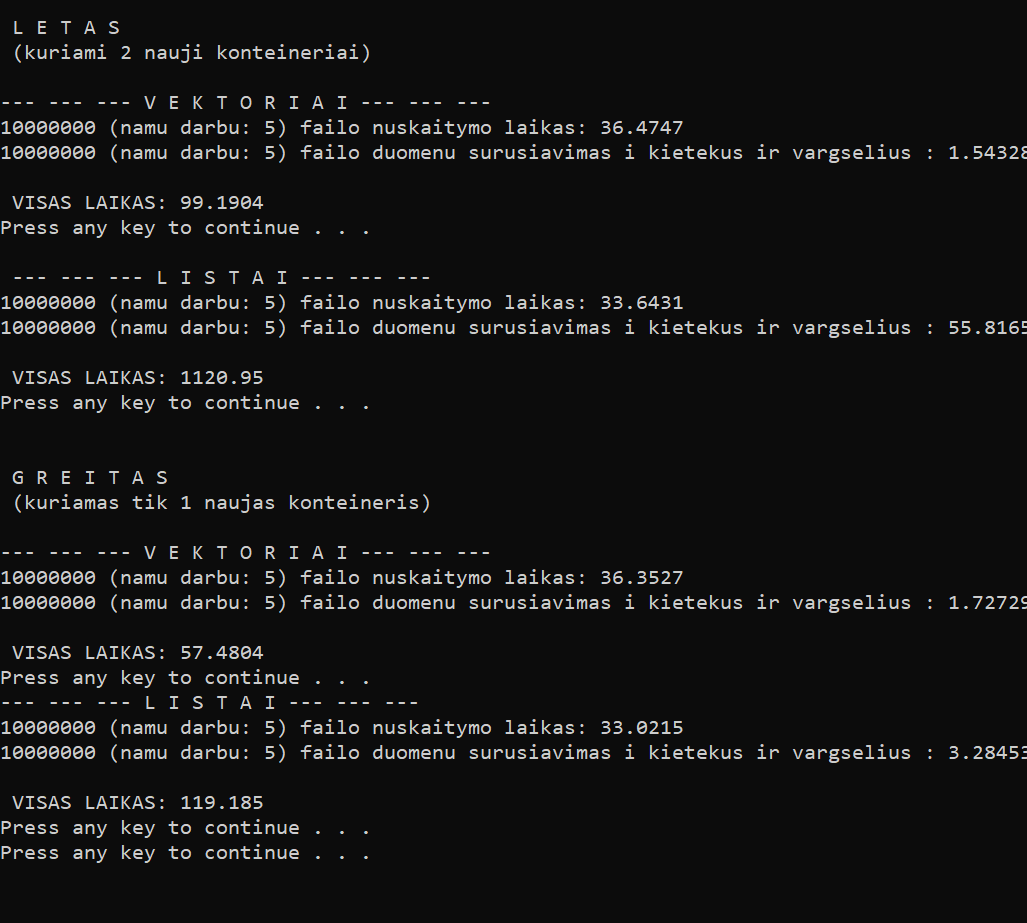 L E T A S
(kuriami 2 nauji konteineriai)
--- --- --- V E K T O R I A I --- --- ---
10000000 (namu darbu: 5) failo nuskaitymo laikas: 36.4747
10000000 (namu darbu: 5) failo duomenu surusiavimas i kietekus ir vargselius : 1.54328
VISAS LAIKAS: 99.1904
Press any key to continue . . .
--- --- --- L I S T A I --- --- ---
10000000 (namu darbu: 5) failo nuskaitymo laikas: 33.6431
10000000 (namu darbu: 5) failo duomenu surusiavimas i kietekus ir vargselius : 55.8165
VISAS LAIKAS: 1120.95
Press any key to continue . . .
G R E I T A S
(kuriamas tik 1 naujas konteineris)
--- --- --- V E K T O R I A I --- --- ---
10000000 (namu darbu: 5) failo nuskaitymo laikas: 36.3527
10000000 (namu darbu: 5) failo duomenu surusiavimas i kietekus ir vargselius : 1.72729
VISAS LAIKAS: 57.4804
Press any key to continue . . .
--- --- --- L I S T A I --- --- ---
10000000 (namu darbu: 5) failo nuskaitymo laikas: 33.0215
10000000 (namu darbu: 5) failo duomenu surusiavimas i kietekus ir vargselius : 3.28453
VISAS LAIKAS: 119.185
Press any key to continue . . .
Press any key to continue . . .